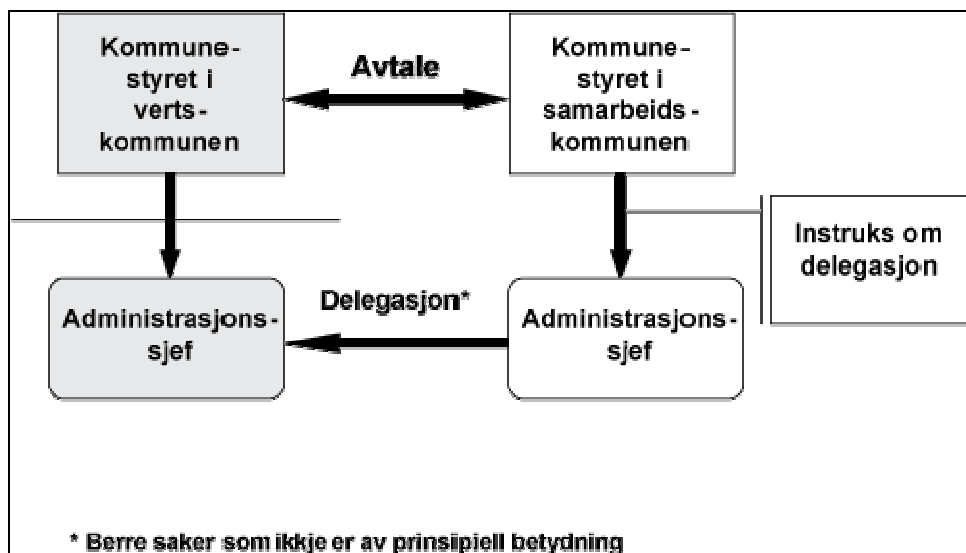 Kommune-
styret i
verts-
kommunen
Avtale
Kommune-
styret i
samarbeids-
kommunen
Instruks om
delegasjon
Administrasjons-
sjef
Delegasjon*
Administrasjons-
sjef
* Berre saker som ikkje er av prinsipiell betydning